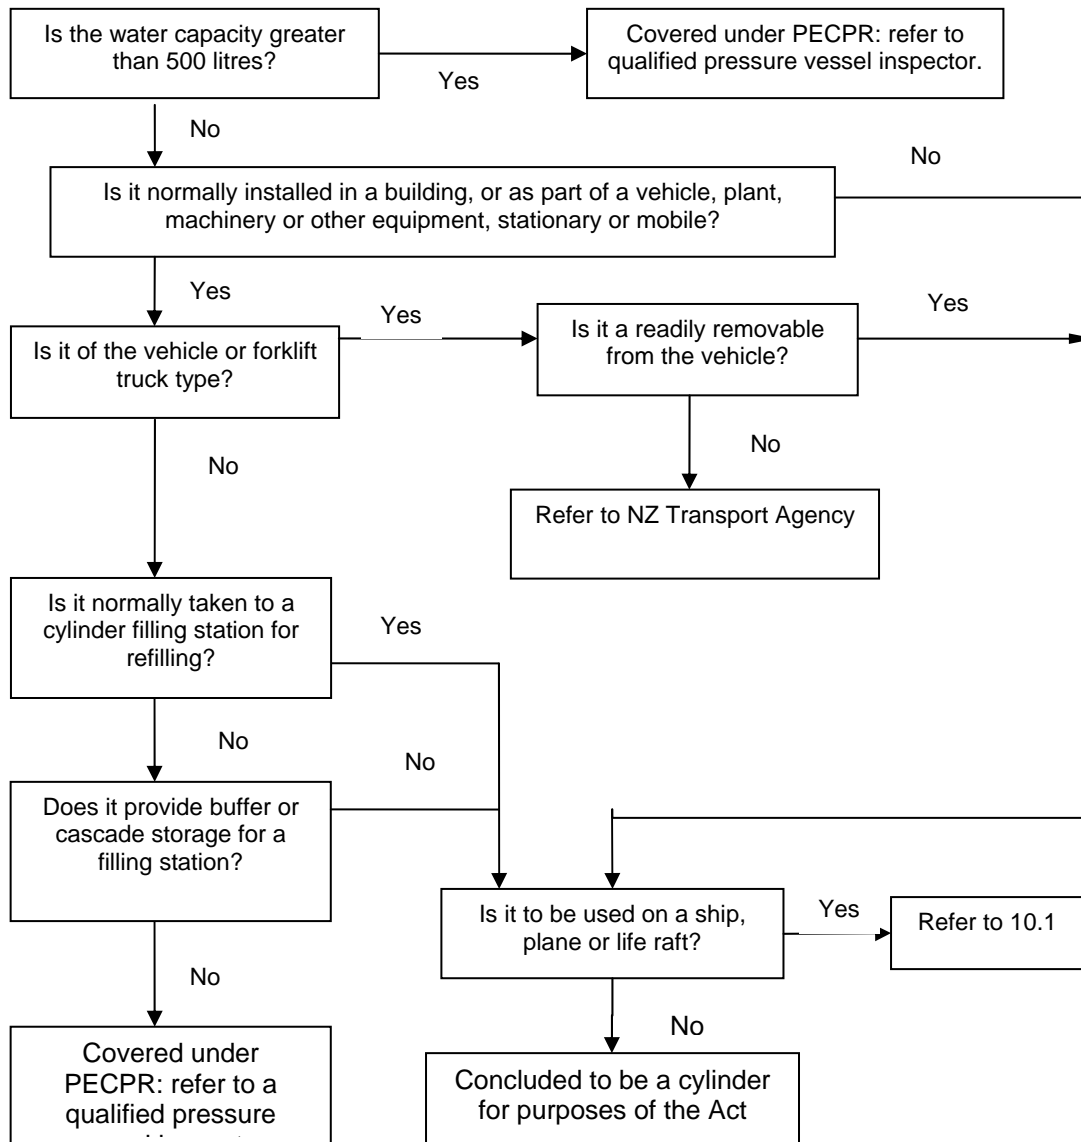 Is the water capacity greater
than 500 litres?
Yes
Covered under PECPR: refer to
qualified pressure vessel inspector.
No
No
Is it normally installed in a building, or as part of a vehicle, plant,
machinery or other equipment, stationary or mobile?
Yes
Is it of the vehicle or forklift
truck type?
Yes
Is it a readily removable
from the vehicle?
Yes
No
No
Refer to NZ Transport Agency
Is it normally taken to a
cylinder filling station for
refilling?
Yes
No
No
Does it provide buffer or
cascade storage for a
filling station?
Is it to be used on a ship,
plane or life raft?
Yes
Refer to 10.1
No
No
Covered under
PECPR: refer to a
qualified pressure
Concluded to be a cylinder
for purposes of the Act